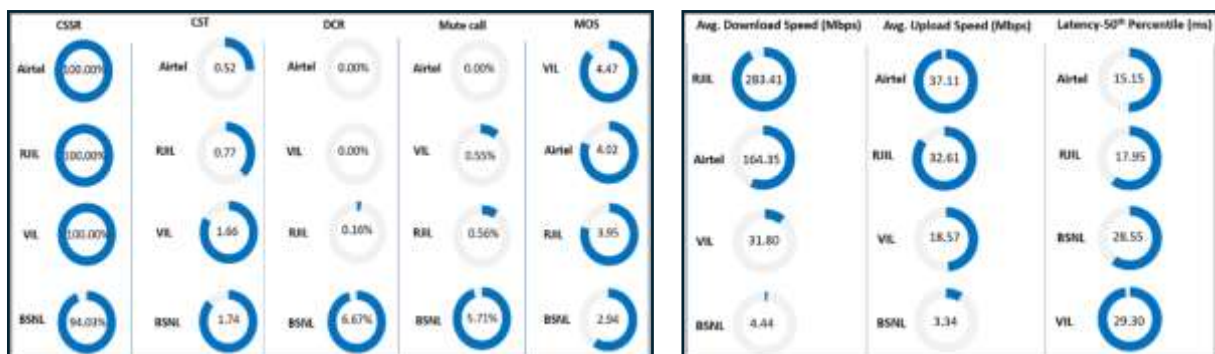 CSSR CST DCR Mute call MOS
Airtel 100.00% Airtel 0.52 Airtel 0.00% Airtel 0.00% VIL 4.47
RJIL 100.00% RJIL 0.77 VIL 0.00% VIL 0.55% Airtel 4.02
VIL 100.00% VIL 1.66 RJIL 0.16% RJIL 0.56% RJIL 3.95
BSNL 94.03% BSNL 1.74 BSNL 6.67% BSNL 5.71% BSNL 2.94
Avg. Download Speed (Mbps) Avg. Upload Speed (Mbps) Latency-50th Percentile (ms)
RJIL 283.41 Airtel 37.11 Airtel 15.15
Airtel 164.35 RJIL 32.61 RJIL 17.95
VIL 31.80 VIL 18.57 BSNL 28.55
BSNL 4.44 BSNL 3.34 VIL 29.30